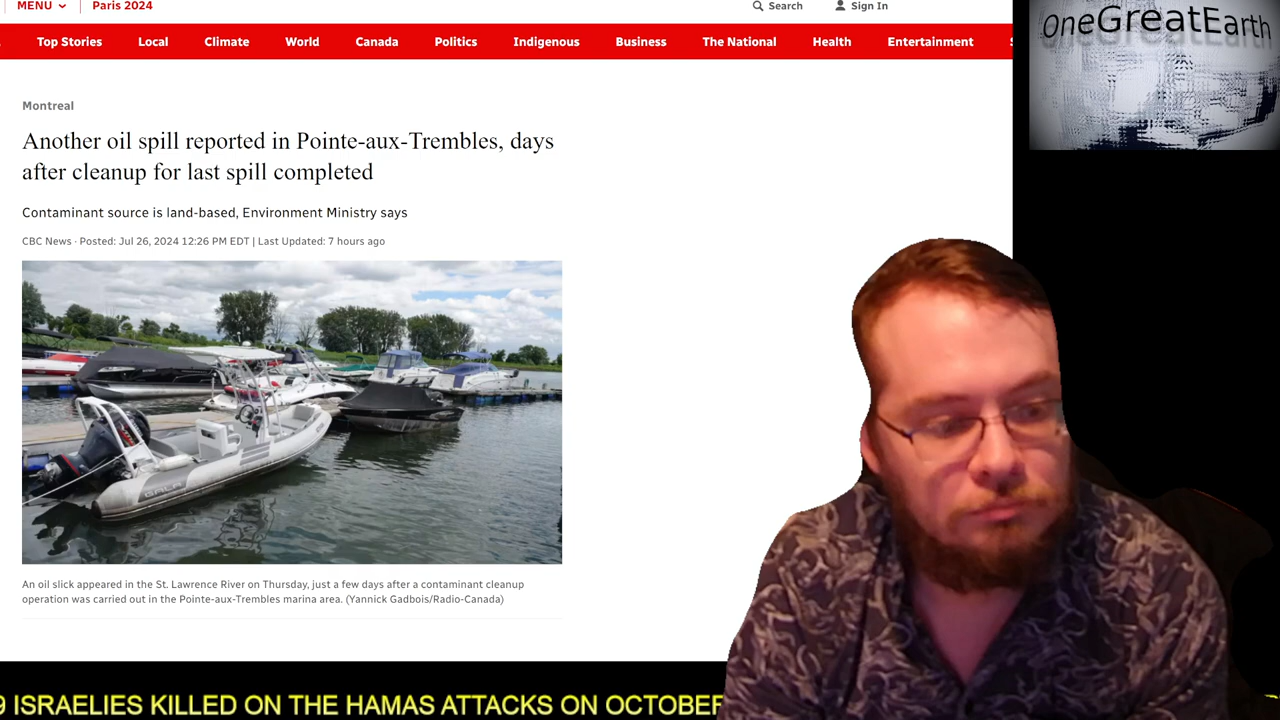 MENU
Paris 2024
Search
Sign In
OneGreatEarth
Top Stories
Local
Climate
World
Canada
Politics
Indigenous
Business
The National
Health
Entertainment
Montreal
Another oil spill reported in Pointe-aux-Trembles, days
after cleanup for last spill completed
Contaminant source is land-based, Environment Ministry says
CBC News · Posted: Jul 26, 2024 12:26 PM EDT | Last Updated: 7 hours ago
GALA
An oil slick appeared in the St. Lawrence River on Thursday, just a few days after a contaminant cleanup
operation was carried out in the Pointe-aux-Trembles marina area. (Yannick Gadbois/Radio-Canada)
9 ISRAELIES KILLED ON THE HAMAS ATTACKS ON OCTOBER